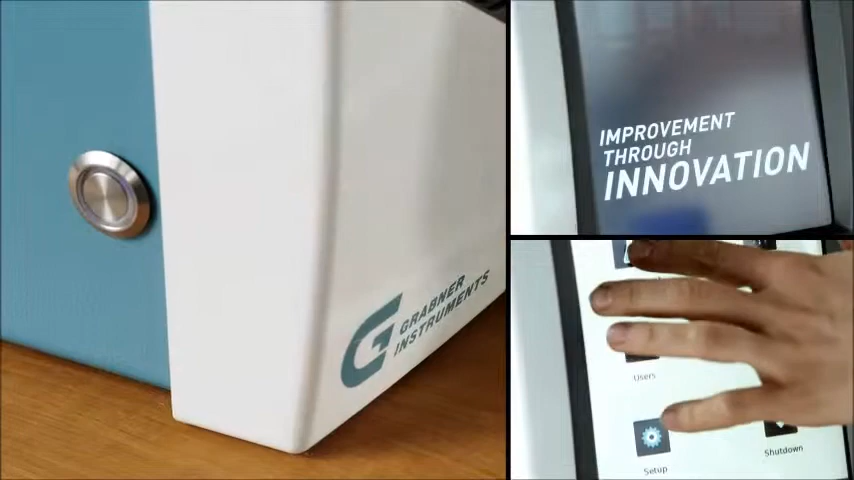 GRABNER
INSTRUMENTS
IMPROVEMENT
THROUGH
INNOVATION
Users
Setup
Shutdown